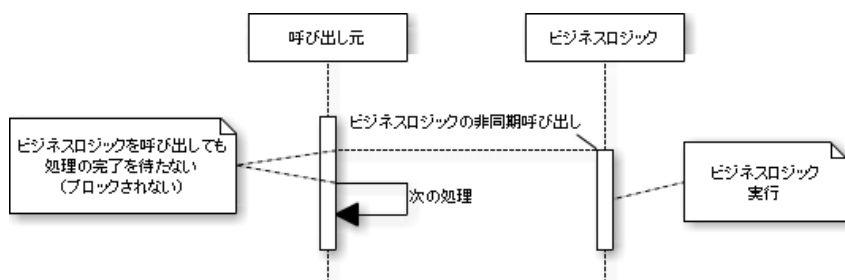 呼び出し元
ビジネスロジック
ビジネスロジックの非同期呼び出し
ビジネスロジックを呼び出しても
処理の完了を待たない
(ブロックされない)
次の処理
ビジネスロジック
実行